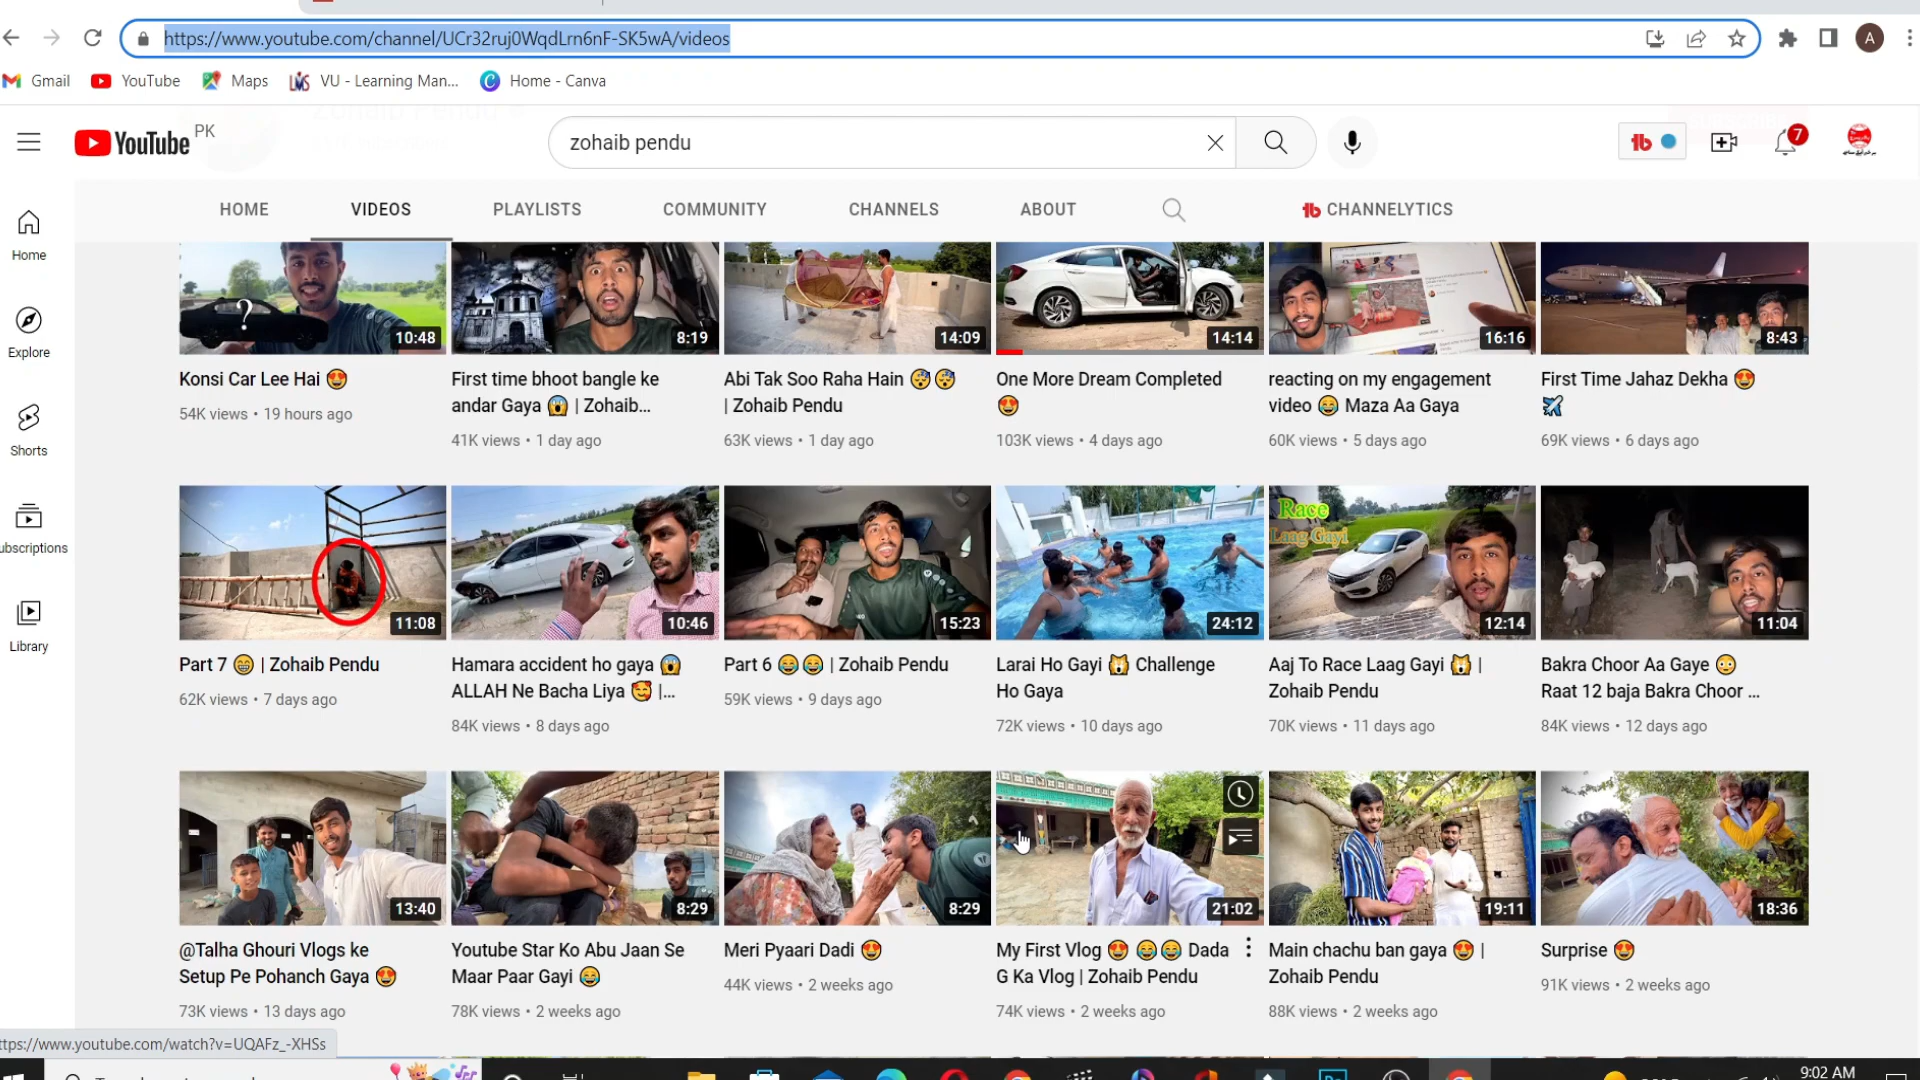 https://www.youtube.com/channel/UCr32ruj0WqdLrn6nF-SK5wA/videos
A
Gmail
YouTube
Maps
VU - Learning Man...
Home - Canva
YouTube PK
zohaib pendu
7
HOME
VIDEOS
PLAYLISTS
COMMUNITY
CHANNELS
ABOUT
CHANNELYTICS
Home
Explore
Shorts
ubscriptions
Library
?
10:48
8:19
14:09
14:14
16:16
8:43
Konsi Car Lee Hai 😍
54K views • 19 hours ago
First time bhoot bangle ke
andar Gaya 😱 | Zohaib...
41K views • 1 day ago
Abi Tak Soo Raha Hain 😴😴
| Zohaib Pendu
63K views • 1 day ago
One More Dream Completed
😍
103K views • 4 days ago
reacting on my engagement
video 😂 Maza Aa Gaya
60K views • 5 days ago
First Time Jahaz Dekha 😍
✈️
69K views • 6 days ago
11:08
10:46
15:23
24:12
Race
Laag Gayi
12:14
11:04
Part 7 😁 | Zohaib Pendu
62K views • 7 days ago
Hamara accident ho gaya 😱
ALLAH Ne Bacha Liya 🥰 |...
84K views • 8 days ago
Part 6 😂😂 | Zohaib Pendu
59K views • 9 days ago
Larai Ho Gayi 🙀 Challenge
Ho Gaya
72K views • 10 days ago
Aaj To Race Laag Gayi 🙀 |
Zohaib Pendu
70K views • 11 days ago
Bakra Choor Aa Gaye 😳
Raat 12 baja Bakra Choor ...
84K views • 12 days ago
13:40
8:29
8:29
21:02
19:11
18:36
@Talha Ghouri Vlogs ke
Setup Pe Pohanch Gaya 😍
73K views • 13 days ago
Youtube Star Ko Abu Jaan Se
Maar Paar Gayi 😂
78K views • 2 weeks ago
Meri Pyaari Dadi 😍
44K views • 2 weeks ago
My First Vlog 😍 😂😂 Dada
G Ka Vlog | Zohaib Pendu
74K views • 2 weeks ago
Main chachu ban gaya 😍 |
Zohaib Pendu
88K views • 2 weeks ago
Surprise 😍
91K views • 2 weeks ago
ttps://www.youtube.com/watch?v=UQAFz_-XHSs
9:02 AM